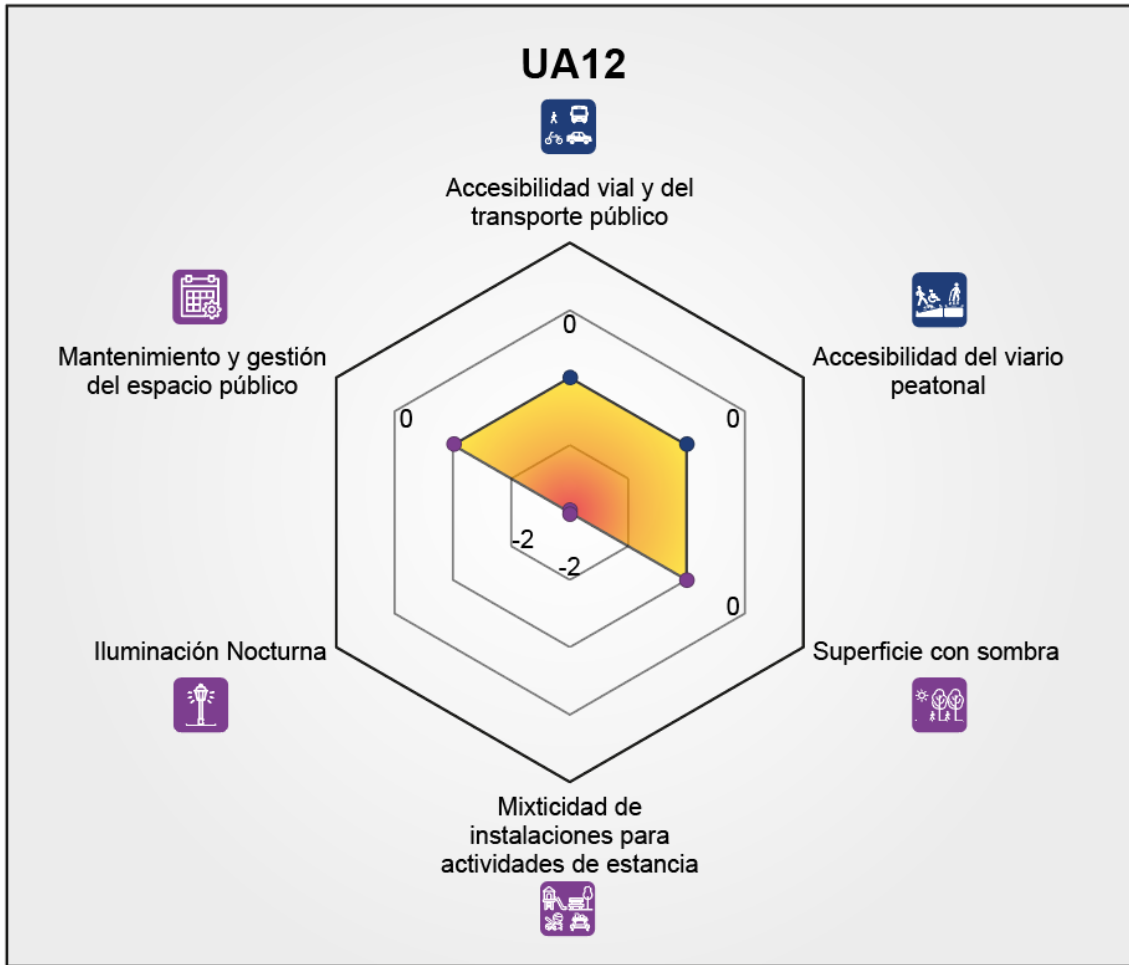 UA12
Accesibilidad vial y del
transporte público
Mantenimiento y gestión
del espacio público
Accesibilidad del viario
peatonal
0
0
0
-2
-2
0
Iluminación Nocturna
Superficie con sombra
Mixticidad de
instalaciones para
actividades de estancia